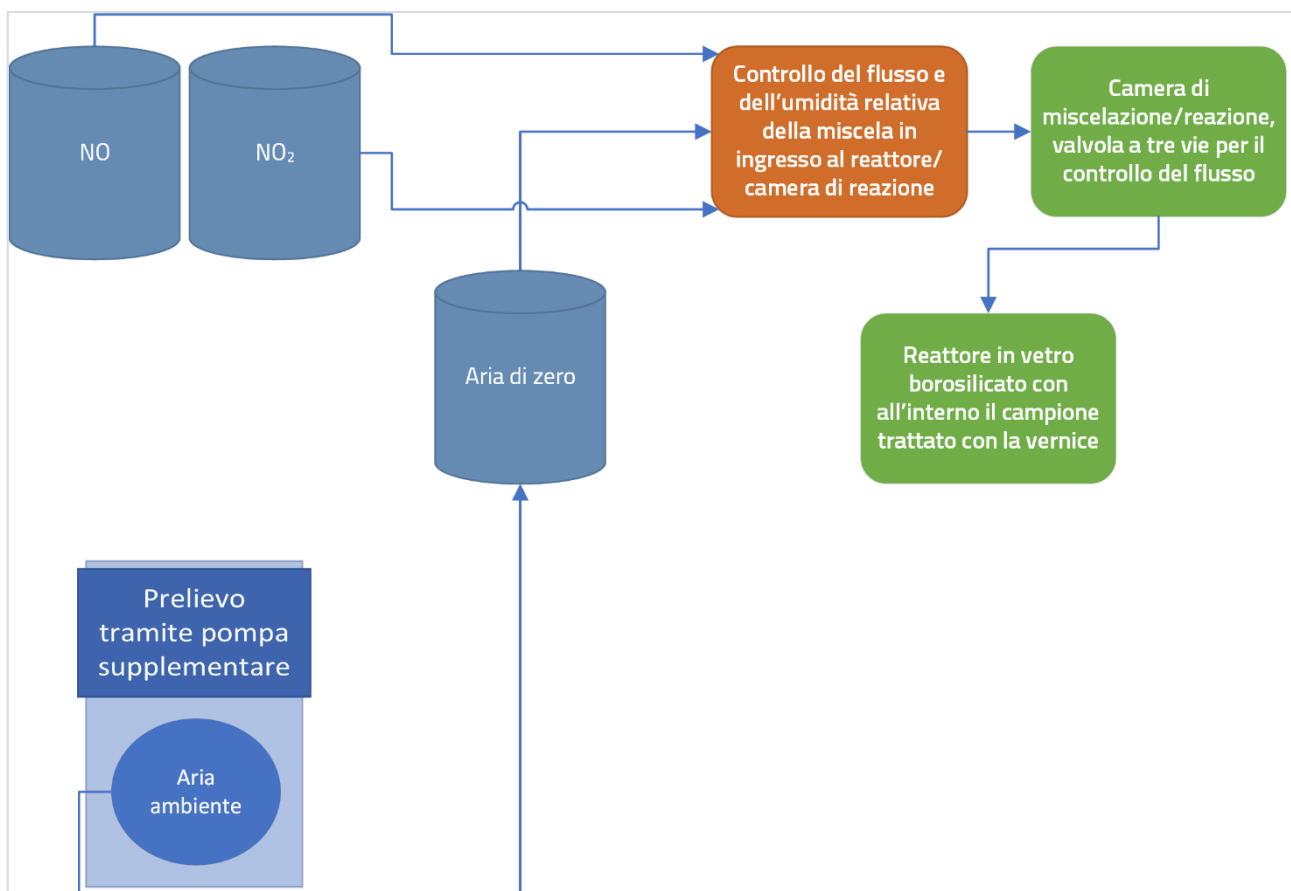 NO
NO₂
Controllo del flusso e
dell’umidità relativa
della miscela in
ingresso al reattore/
camera di reazione
Camera di
miscelazione/reazione,
valvola a tre vie per il
controllo del flusso
Aria di zero
Reattore in vetro
borosilicato con
all’interno il campione
trattato con la vernice
Prelievo
tramite pompa
supplementare
Aria
ambiente